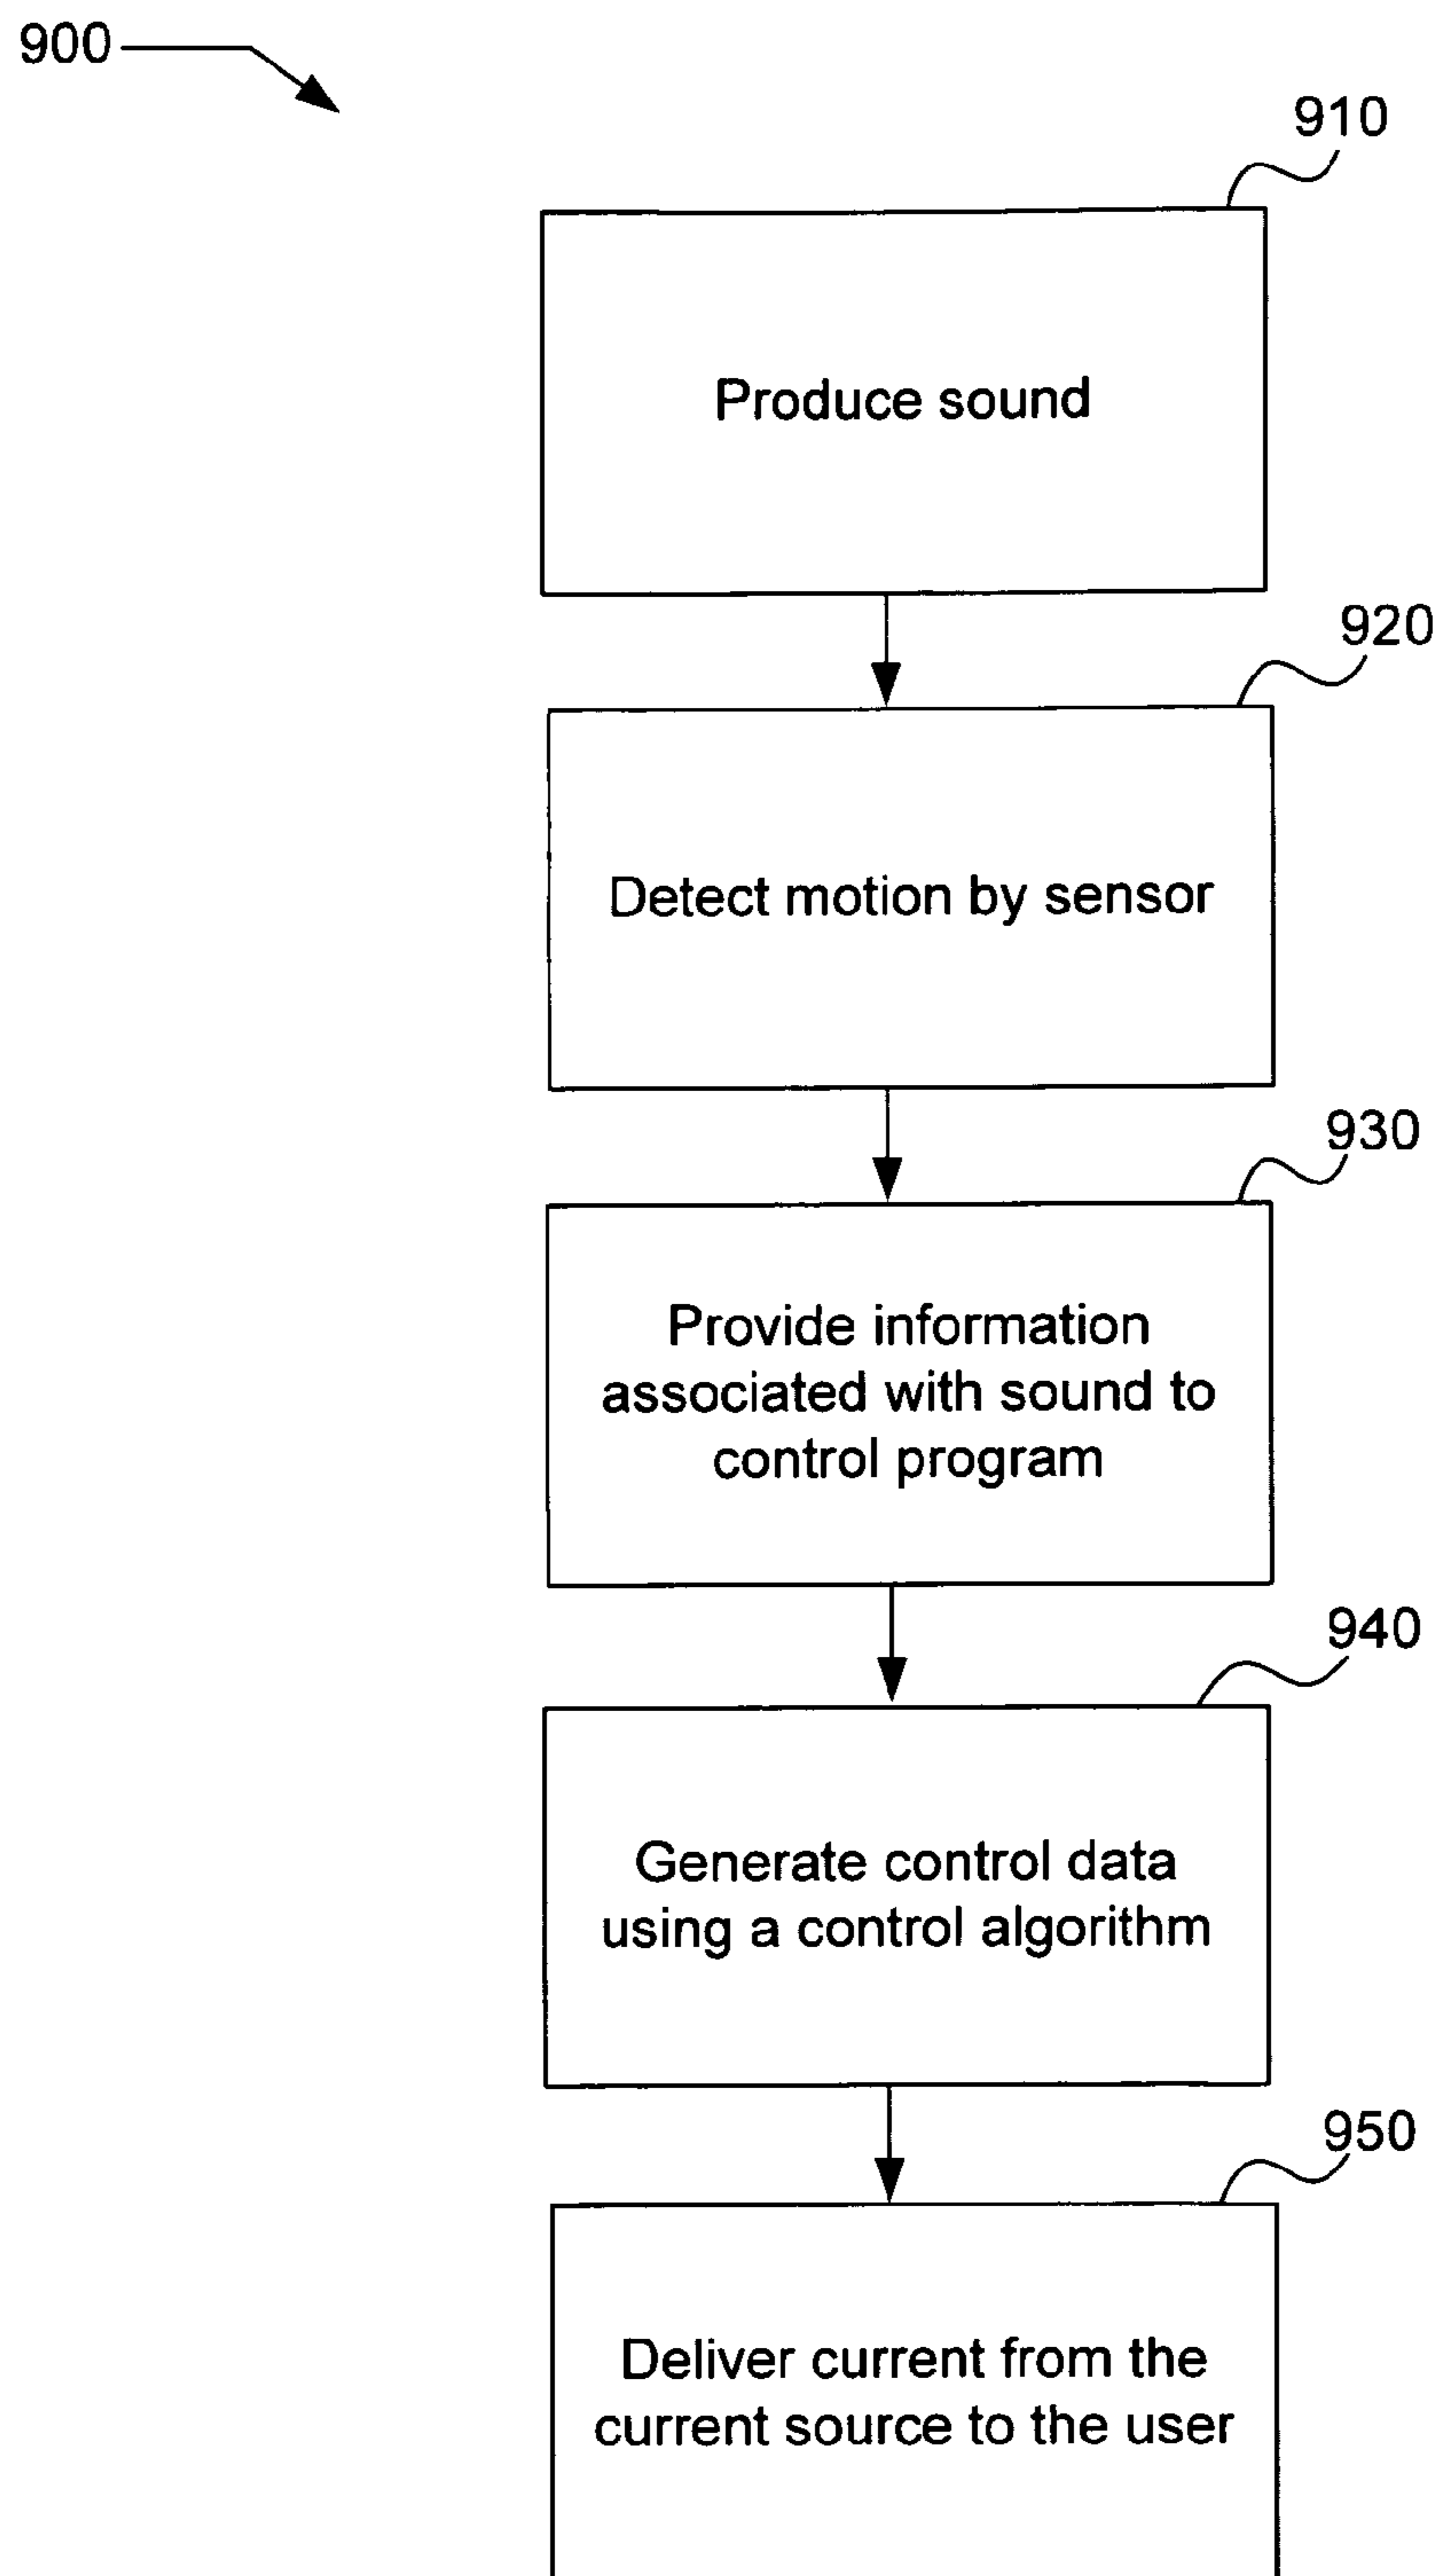 900
910
Produce sound
920
Detect motion by sensor
930
Provide information
associated with sound to
control program
940
Generate control data
using a control algorithm
950
Deliver current from the
current source to the user